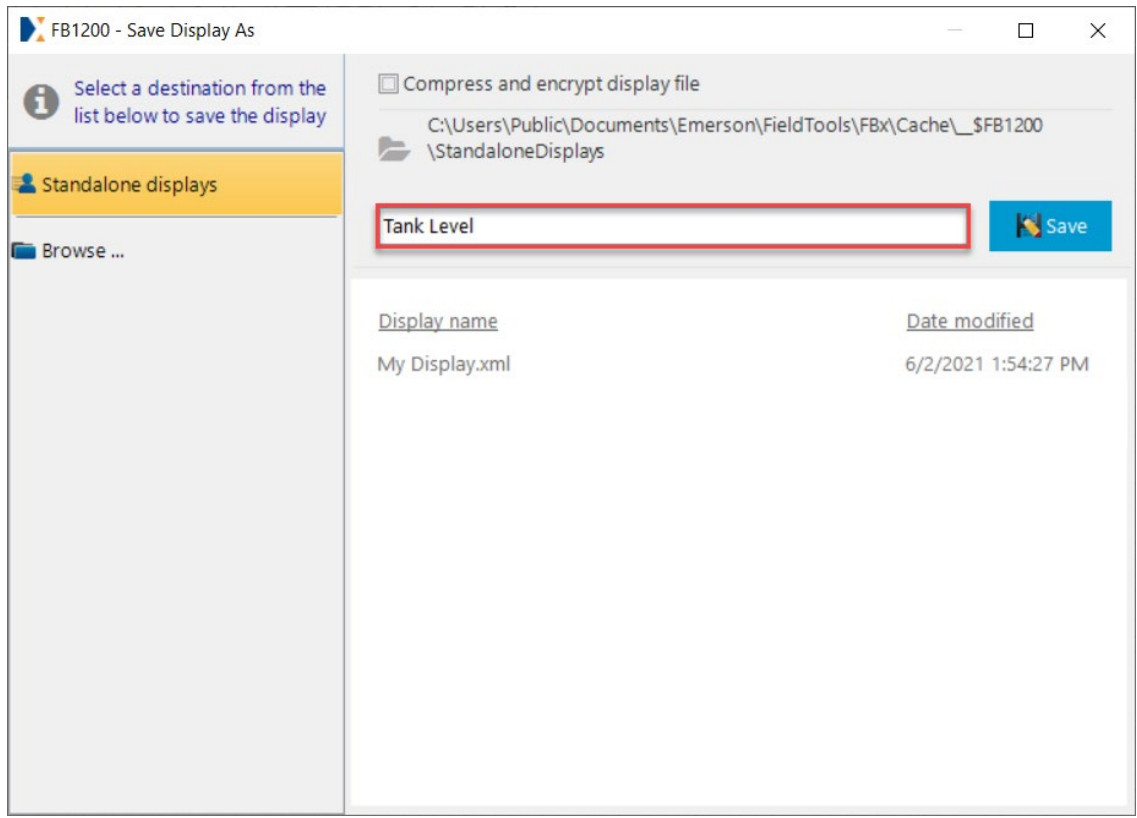 FB1200 - Save Display As
Select a destination from the
list below to save the display
Standalone displays
Browse ...
Compress and encrypt display file
C:\Users\Public\Documents\Emerson\FieldTools\FBx\Cache\__$FB1200
\StandaloneDisplays
Tank Level
Save
Display name Date modified
My Display.xml 6/2/2021 1:54:27 PM